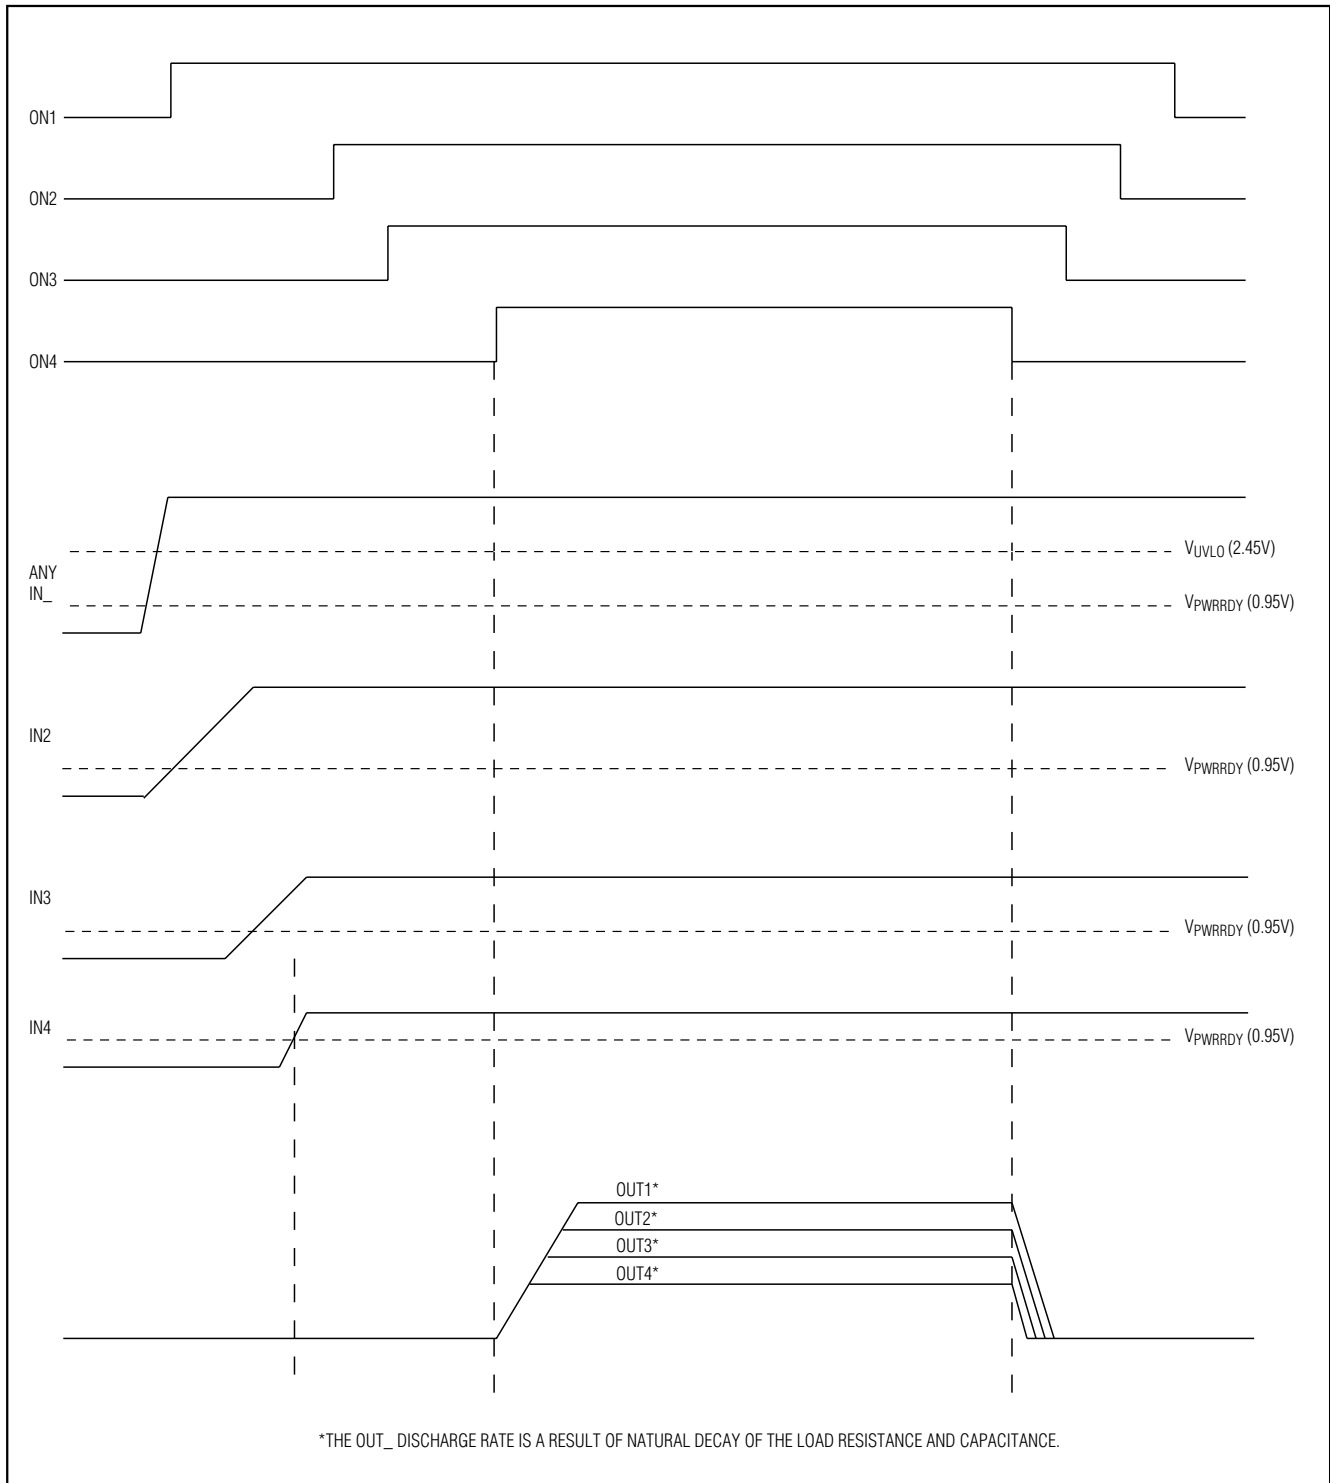 ON1
ON2
ON3
ON4
V_UVLO (2.45V)
ANY
IN_
V_PWRRDY (0.95V)
IN2
V_PWRRDY (0.95V)
IN3
V_PWRRDY (0.95V)
IN4
V_PWRRDY (0.95V)
OUT1*
OUT2*
OUT3*
OUT4*
*THE OUT_ DISCHARGE RATE IS A RESULT OF NATURAL DECAY OF THE LOAD RESISTANCE AND CAPACITANCE.